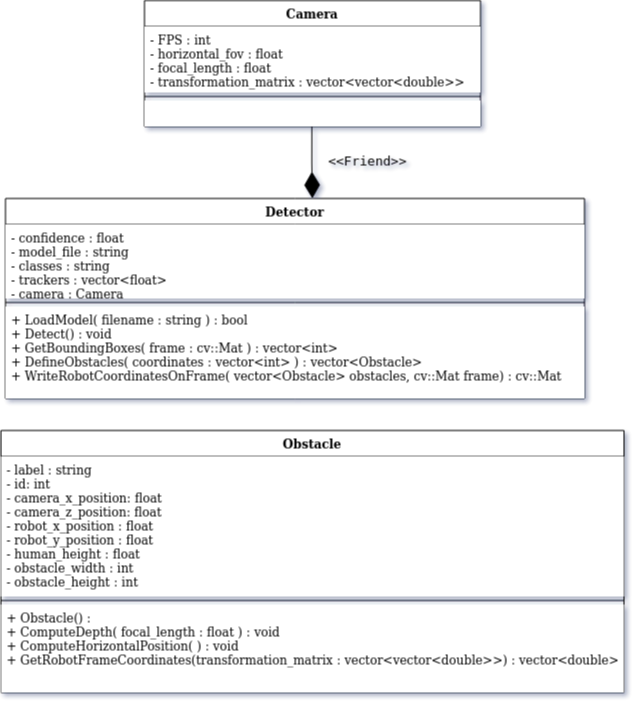 Camera
- FPS : int
- horizontal_fov : float
- focal_length : float
- transformation_matrix : vector<vector<double>>
<<Friend>>
Detector
- confidence : float
- model_file : string
- classes : string
- trackers : vector<float>
- camera : Camera
+ LoadModel( filename : string ) : bool
+ Detect() : void
+ GetBoundingBoxes( frame : cv::Mat ) : vector<int>
+ DefineObstacles( coordinates : vector<int> ) : vector<Obstacle>
+ WriteRobotCoordinatesOnFrame( vector<Obstacle> obstacles, cv::Mat frame) : cv::Mat
Obstacle
- label : string
- id: int
- camera_x_position: float
- camera_z_position: float
- robot_x_position : float
- robot_y_position : float
- human_height : float
- obstacle_width : int
- obstacle_height : int
+ Obstacle() :
+ ComputeDepth( focal_length : float ) : void
+ ComputeHorizontalPosition( ) : void
+ GetRobotFrameCoordinates(transformation_matrix : vector<vector<double>>) : vector<double>